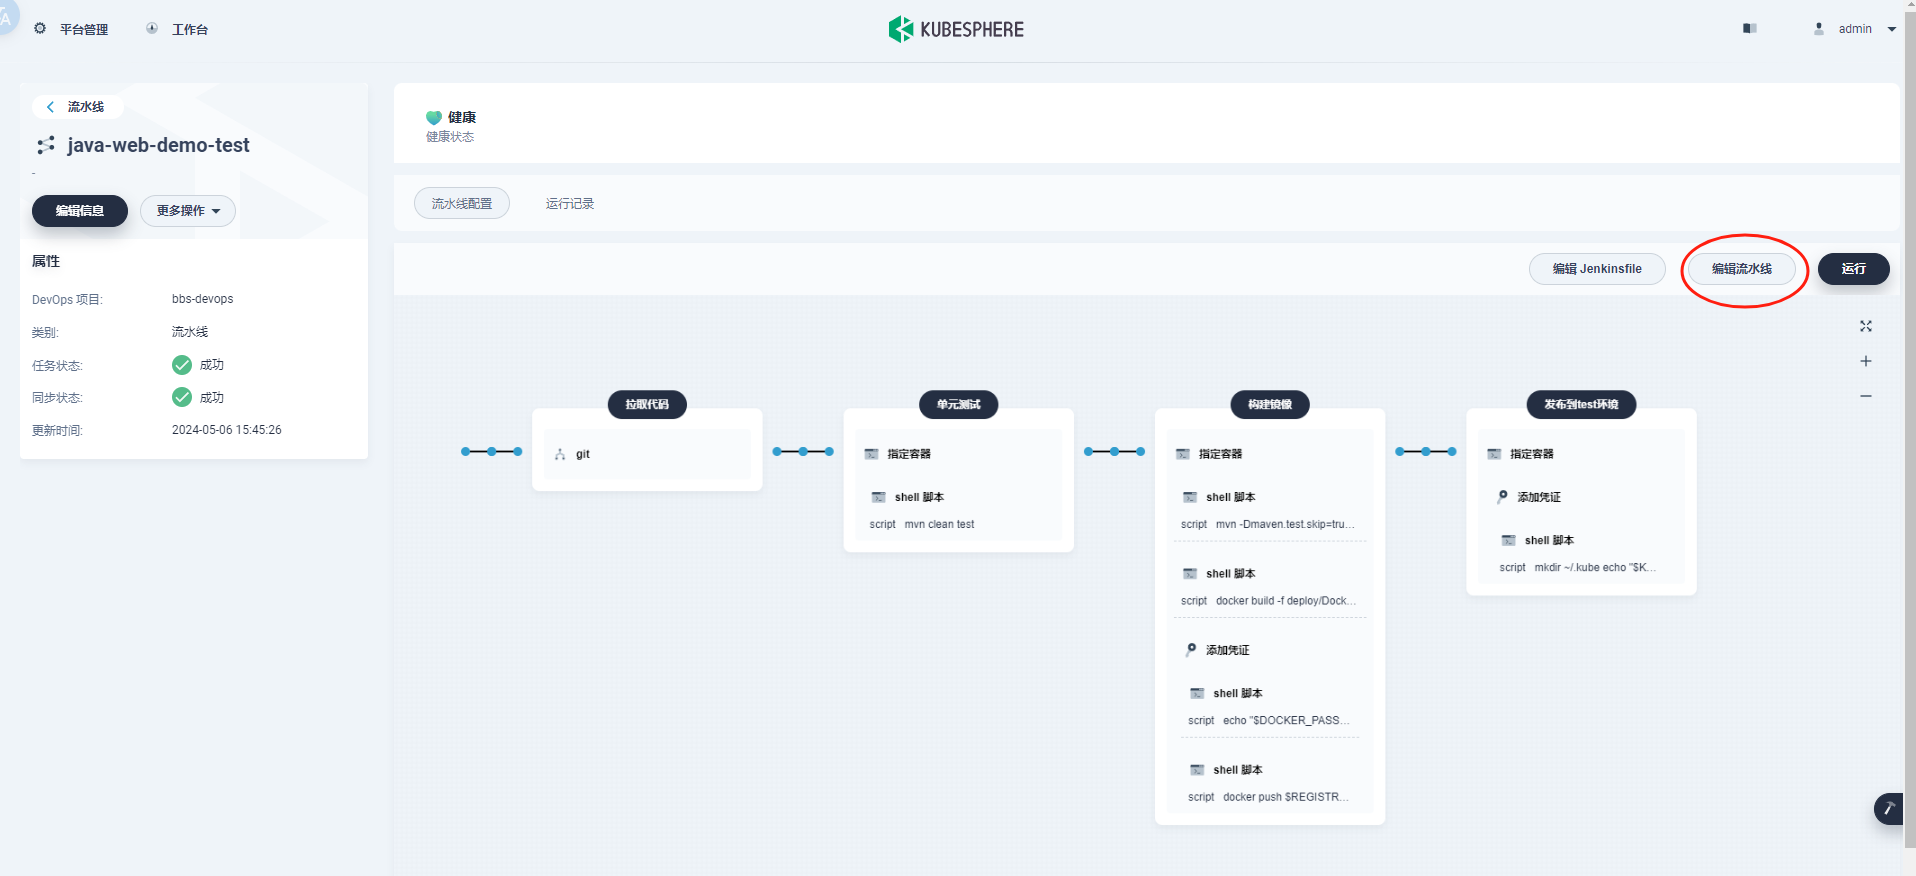 平台管理
工作台
KUBESPHERE
admin
流水线
java-web-demo-test
-
编辑信息
更多操作
属性
DevOps 项目:
bbs-devops
类别:
流水线
任务状态:
成功
同步状态:
成功
更新时间:
2024-05-06 15:45:26
健康
健康状态
流水线配置
运行记录
编辑 Jenkinsfile
编辑流水线
运行
拉取代码
git
单元测试
指定容器
shell 脚本
script mvn clean test
构建镜像
指定容器
shell 脚本
script mvn -Dmaven.test.skip=tru...
shell 脚本
script docker build -f deploy/Dock...
添加凭证
shell 脚本
script echo "$DOCKER_PASS...
shell 脚本
script docker push $REGISTR...
发布到test环境
指定容器
添加凭证
shell 脚本
script mkdir ~/.kube echo "$K...